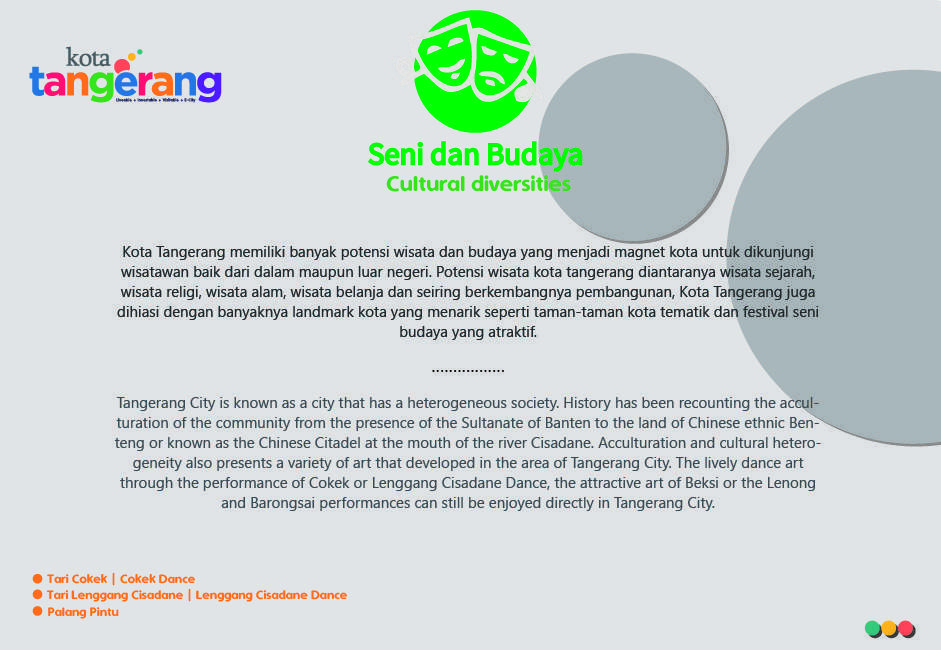 kota
tangerang
Liveable + Investable + Visitable + E-City
Seni dan Budaya
Cultural diversities
Kota Tangerang memiliki banyak potensi wisata dan budaya yang menjadi magnet kota untuk dikunjungi
wisatawan baik dari dalam maupun luar negeri. Potensi wisata kota tangerang diantaranya wisata sejarah,
wisata religi, wisata alam, wisata belanja dan seiring berkembangnya pembangunan, Kota Tangerang juga
dihiasi dengan banyaknya landmark kota yang menarik seperti taman-taman kota tematik dan festival seni
budaya yang atraktif.
.................
Tangerang City is known as a city that has a heterogeneous society. History has been recounting the accul-
turation of the community from the presence of the Sultanate of Banten to the land of Chinese ethnic Ben-
teng or known as the Chinese Citadel at the mouth of the river Cisadane. Acculturation and cultural hetero-
geneity also presents a variety of art that developed in the area of Tangerang City. The lively dance art
through the performance of Cokek or Lenggang Cisadane Dance, the attractive art of Beksi or the Lenong
and Barongsai performances can still be enjoyed directly in Tangerang City.
● Tari Cokek | Cokek Dance
● Tari Lenggang Cisadane | Lenggang Cisadane Dance
● Palang Pintu